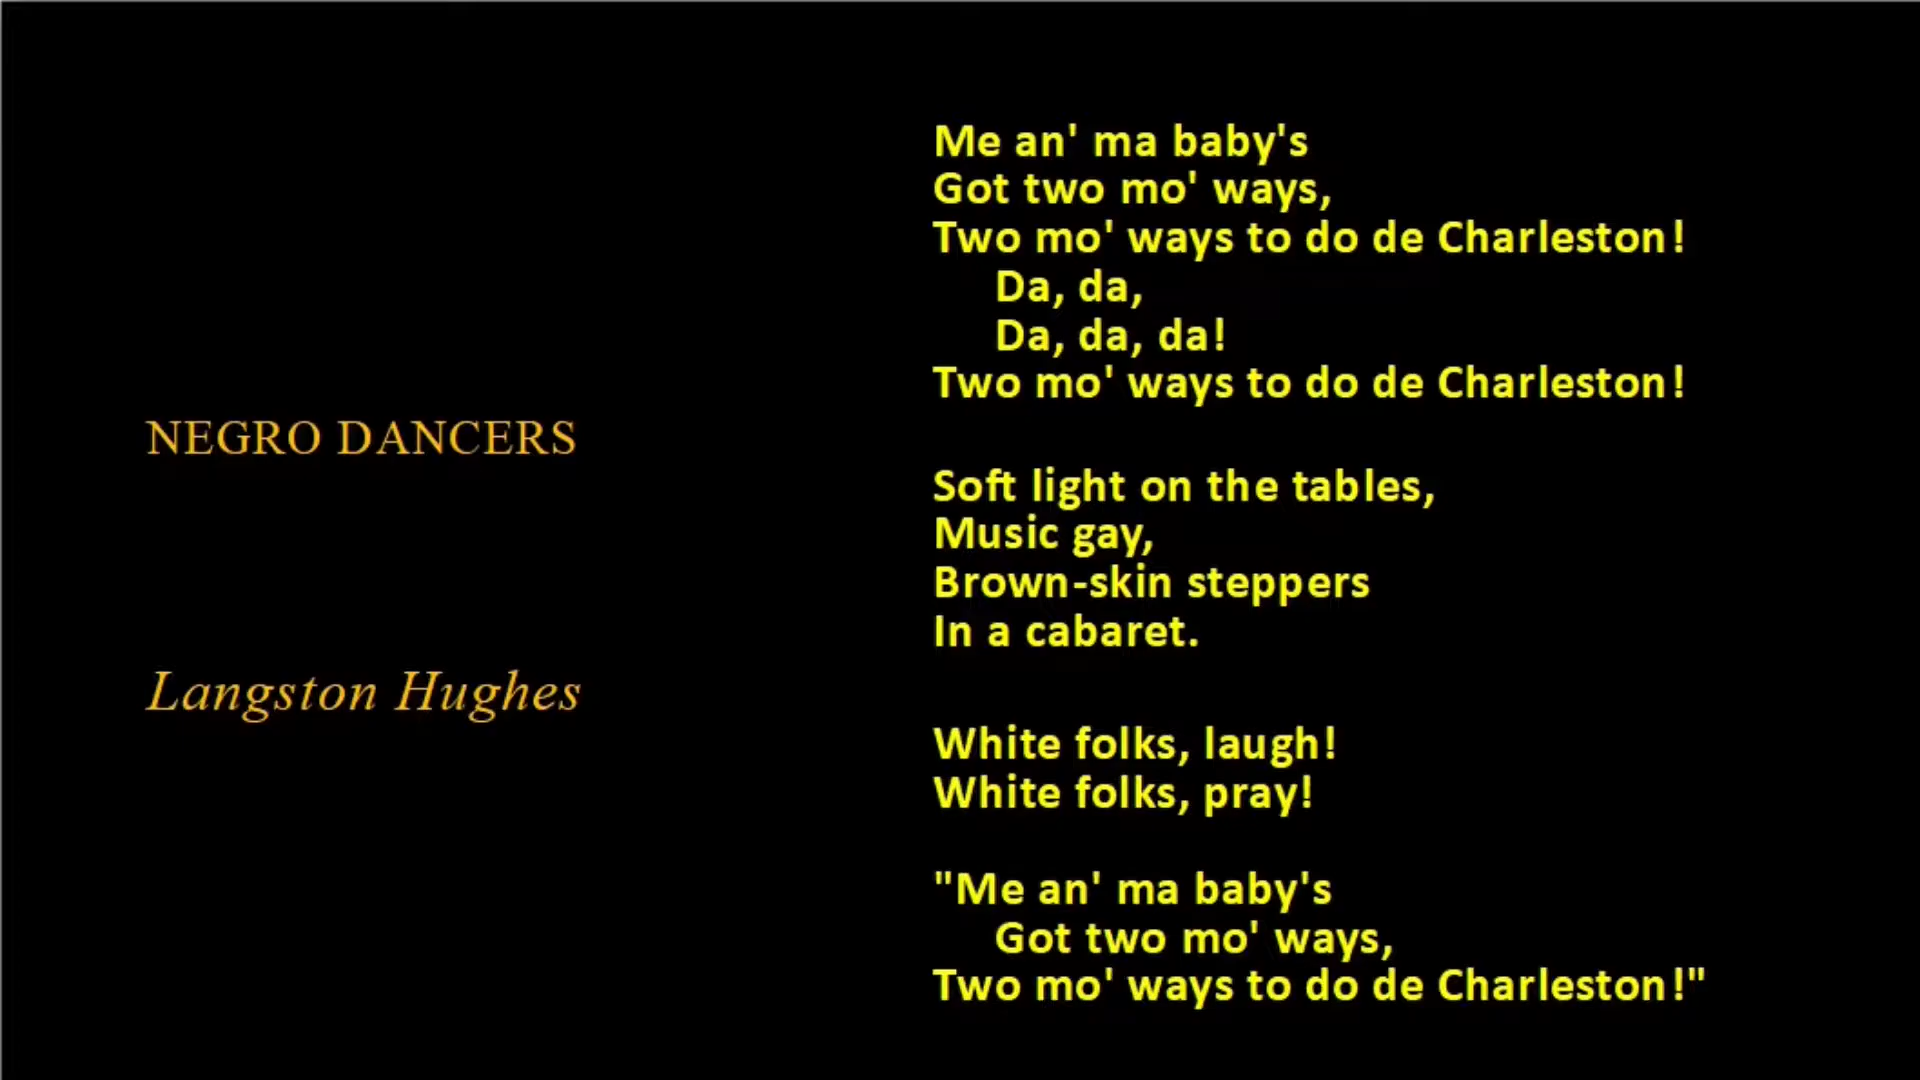 NEGRO DANCERS
Langston Hughes
Me an' ma baby's
Got two mo' ways,
Two mo' ways to do de Charleston!
Da, da,
Da, da, da!
Two mo' ways to do de Charleston!
Soft light on the tables,
Music gay,
Brown-skin steppers
In a cabaret.
White folks, laugh!
White folks, pray!
"Me an' ma baby's
Got two mo' ways,
Two mo' ways to do de Charleston!"